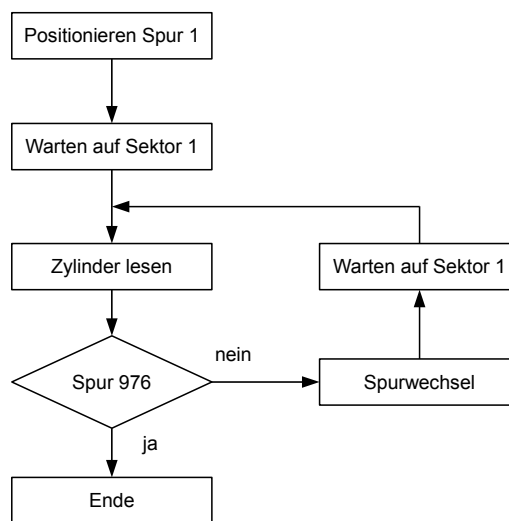 Positionieren Spur 1
Warten auf Sektor 1
Zylinder lesen
Warten auf Sektor 1
nein
Spur 976
Spurwechsel
ja
Ende